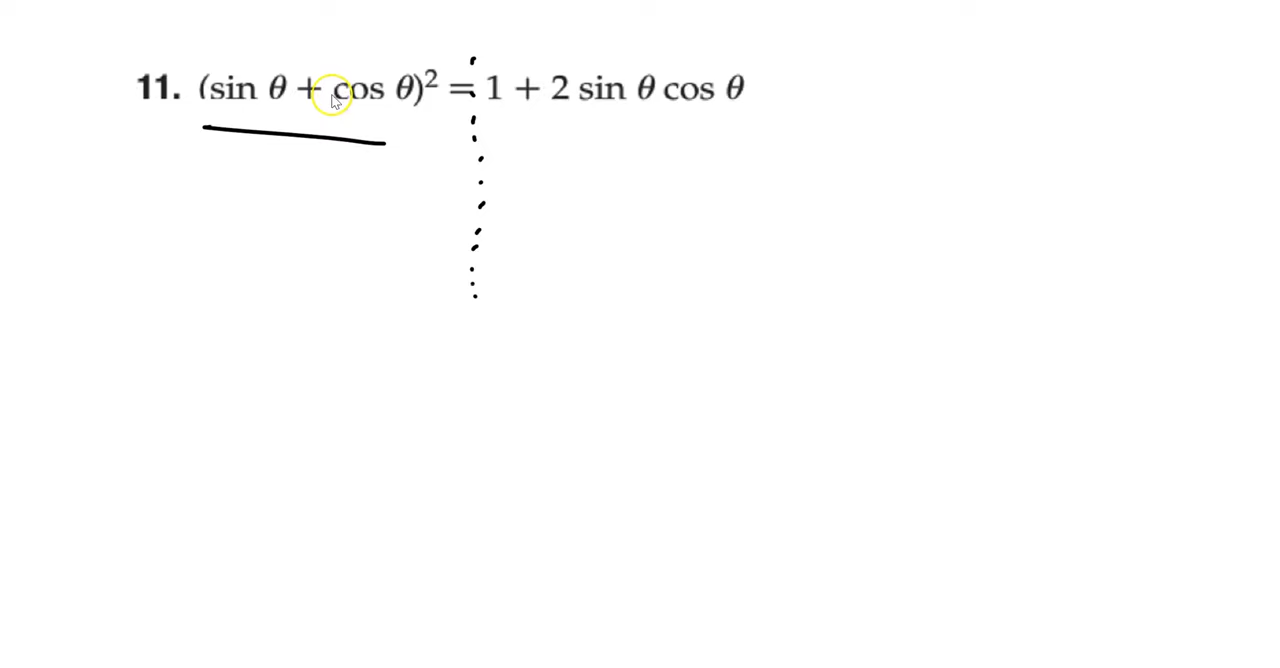 11. (sin θ + cos θ)² = 1 + 2 sin θ cos θ